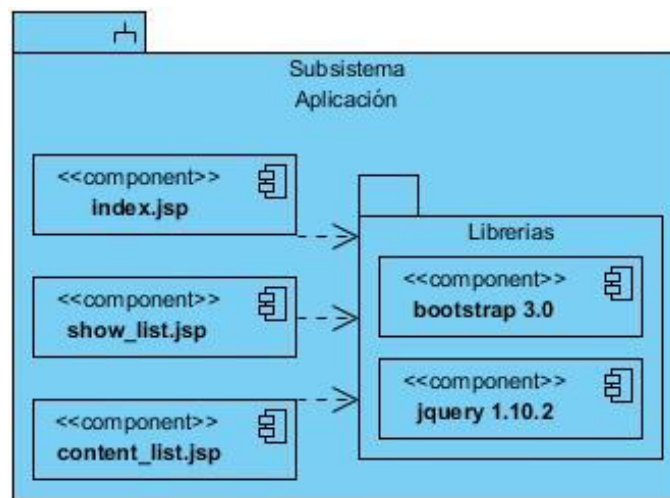 Subsistema
Aplicación
<<component>>
index.jsp
<<component>>
show_list.jsp
<<component>>
content_list.jsp
Librerias
<<component>>
bootstrap 3.0
<<component>>
jquery 1.10.2